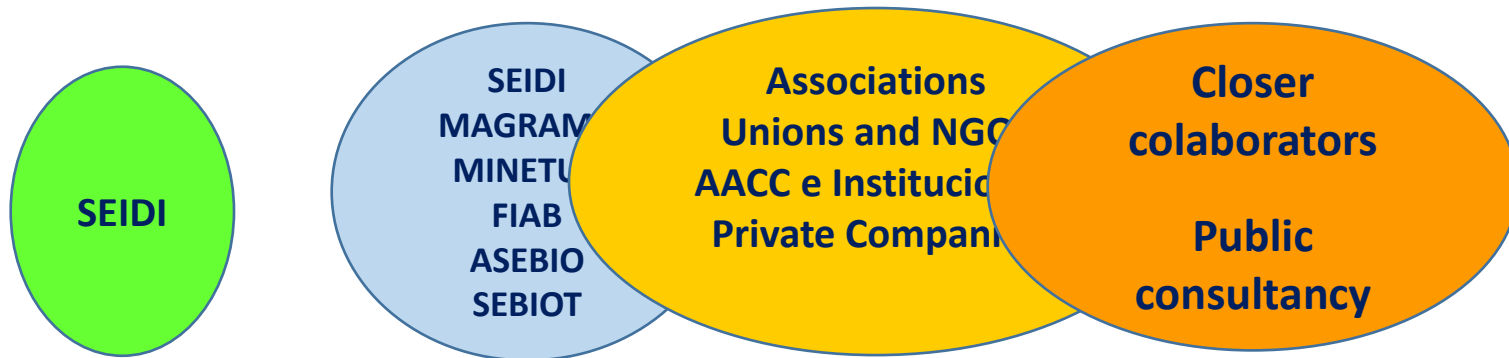 SEIDI
SEIDI
MAGRAM
MINETU
FIAB
ASEBIO
SEBIOT
Associations
Unions and NGO
AACC e Institucio
Private Compani
Closer
colaborators
Public
consultancy